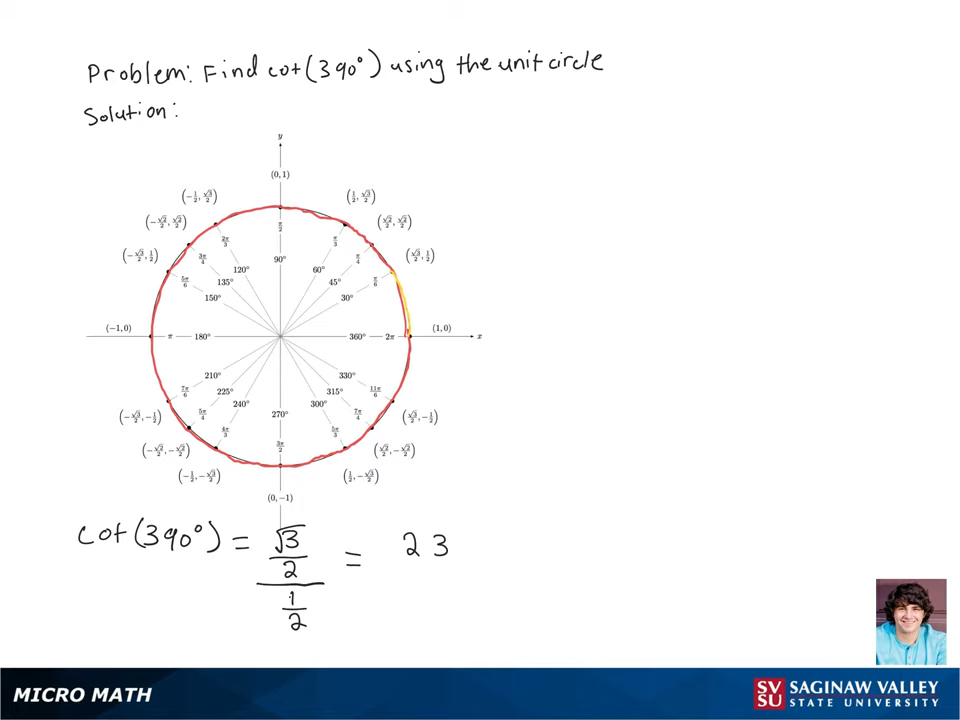 Problem: Find cot(390°) using the unit circle
Solution:
y
(0, 1)
(-1/2, √3/2) (1/2, √3/2)
(-√2/2, √2/2) (√2/2, √2/2)
(-√3/2, 1/2) (√3/2, 1/2)
2π/3 π/2 π/3
3π/4 π/4
5π/6 π/6
120° 90° 60°
135° 45°
150° 30°
(-1, 0) π 180° 360° 2π (1, 0) x
210° 330°
225° 315°
240° 270° 300°
7π/6 11π/6
5π/4 7π/4
4π/3 3π/2 5π/3
(-√3/2, -1/2) (√3/2, -1/2)
(-√2/2, -√2/2) (√2/2, -√2/2)
(-1/2, -√3/2) (1/2, -√3/2)
(0, -1)
cot(390°) = √3/2 / 1/2 = 2 3
MICRO MATH
SV SU SAGINAW VALLEY
STATE UNIVERSITY